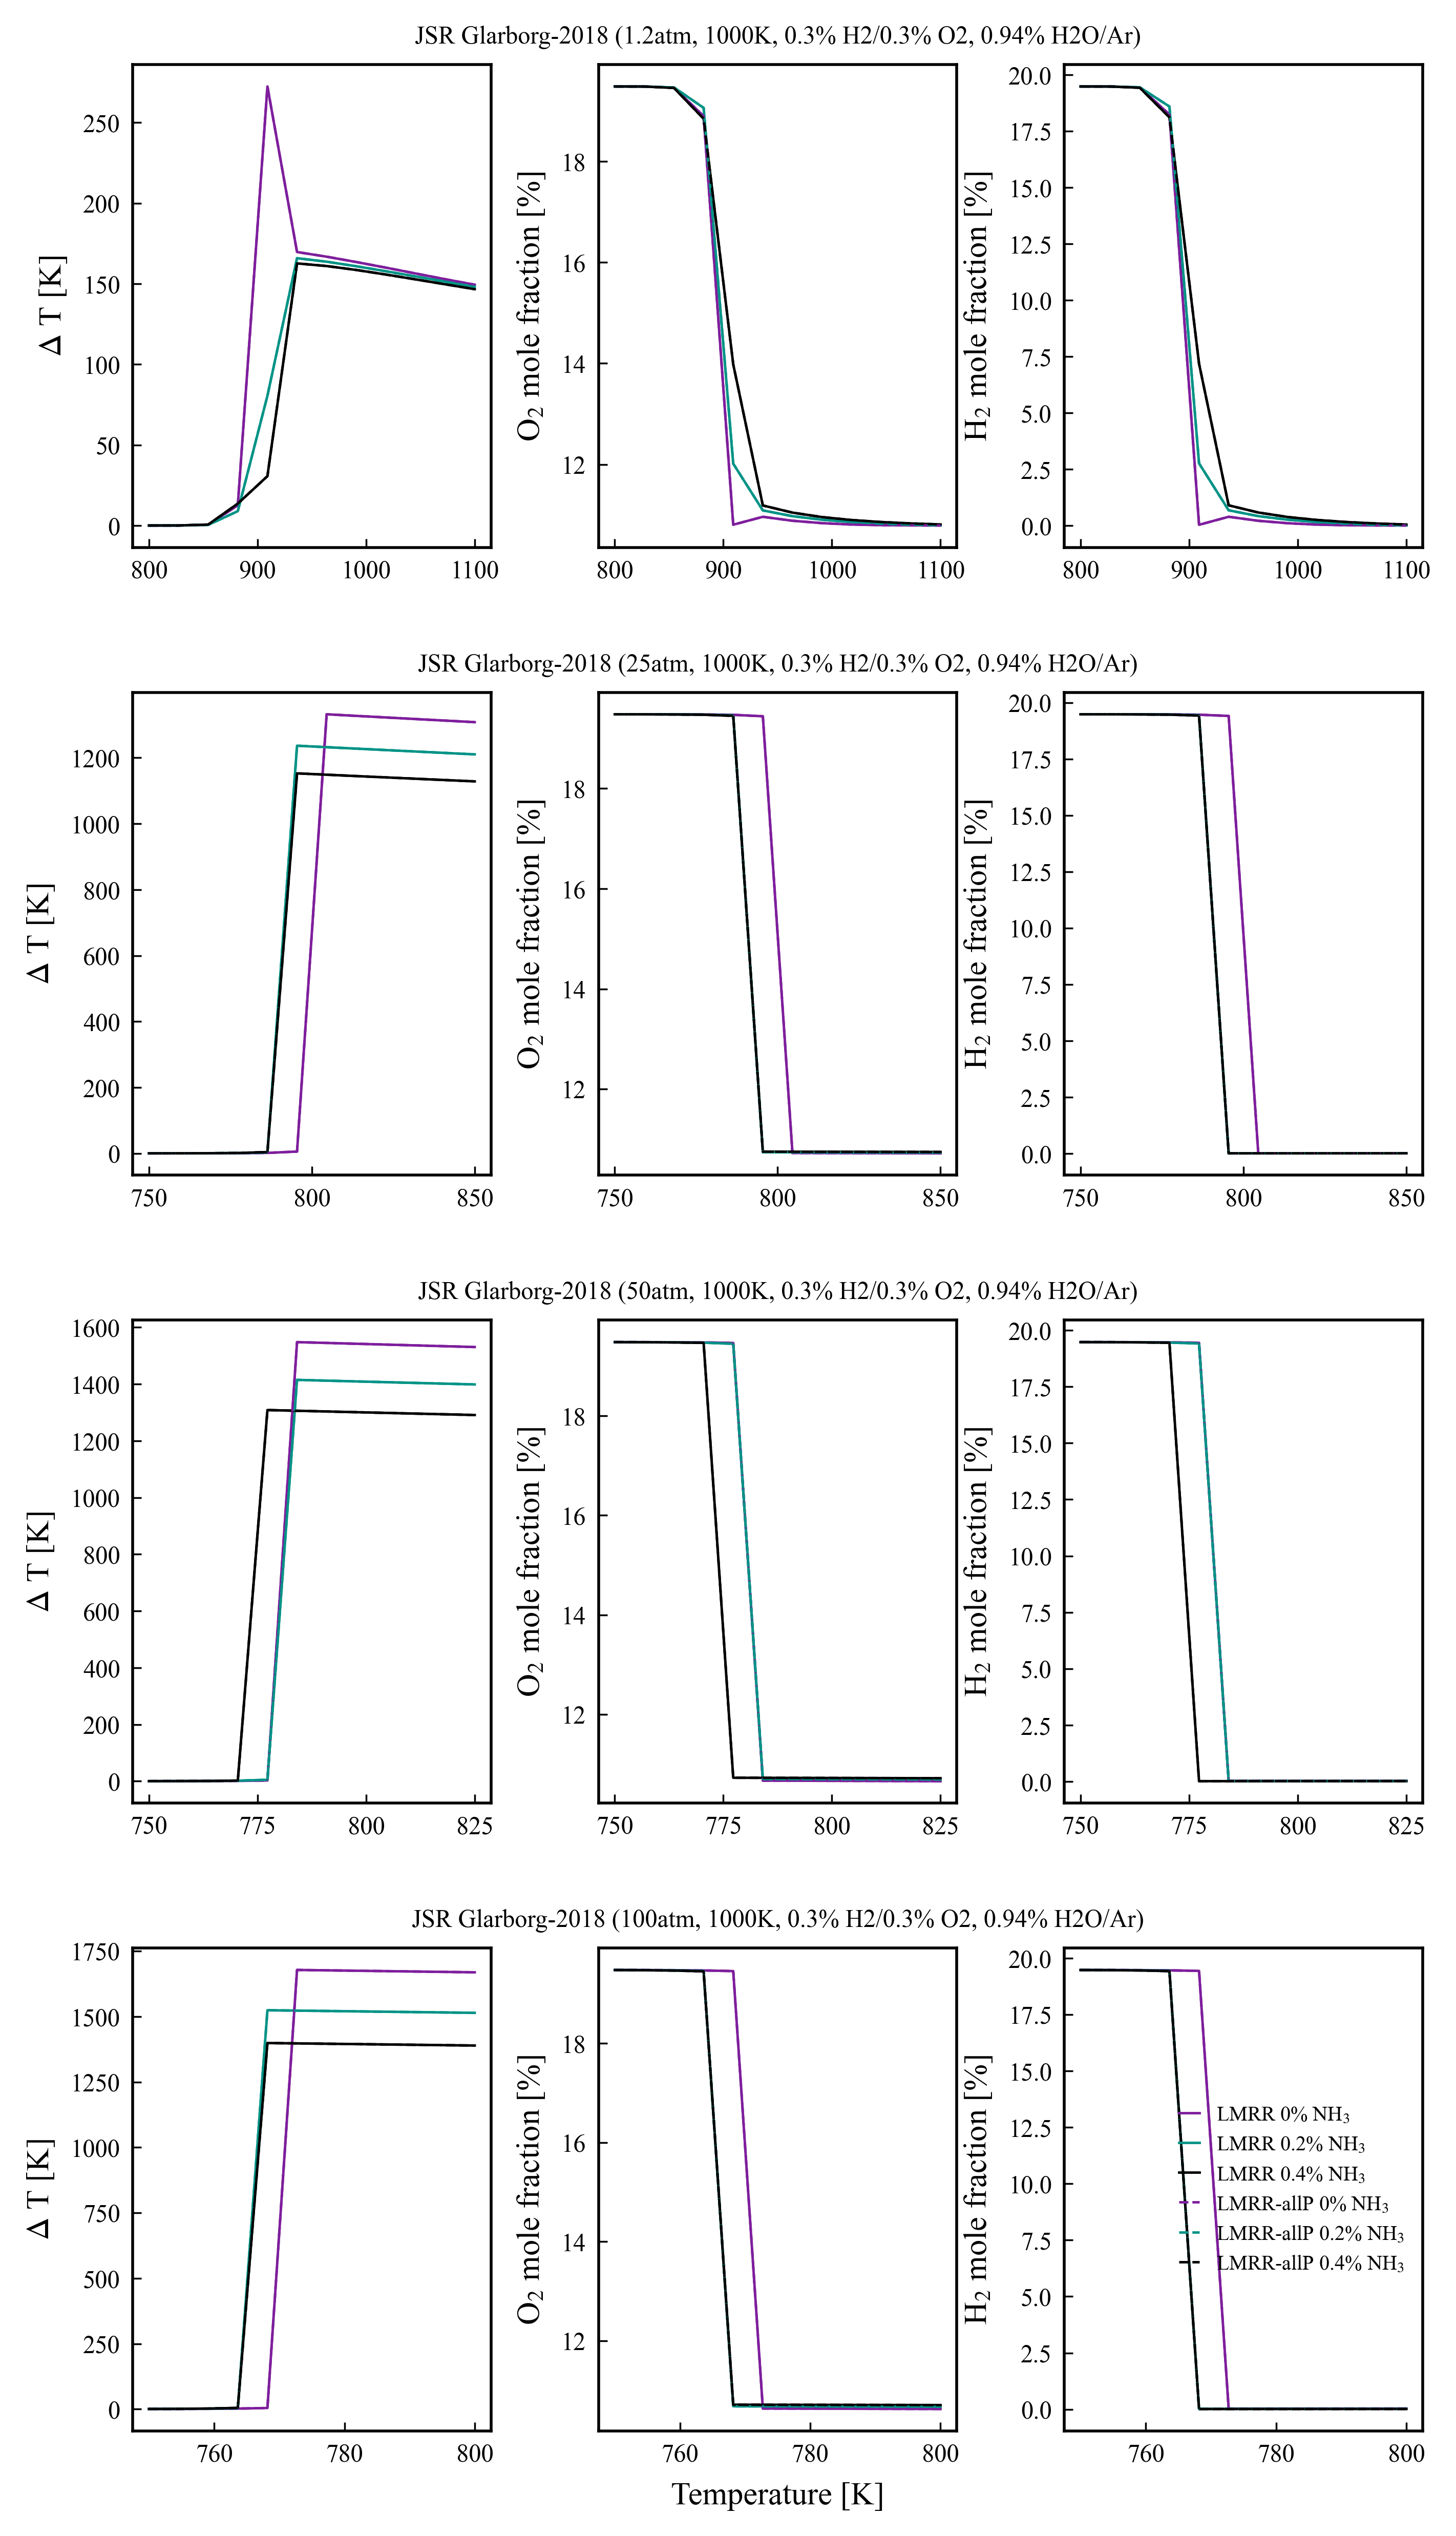 JSR Glarborg-2018 (1.2atm, 1000K, 0.3% H2/0.3% O2, 0.94% H2O/Ar)
Δ T [K]
250
200
150
100
50
0
800 900 1000 1100
O₂ mole fraction [%]
18
16
14
12
800 900 1000 1100
H₂ mole fraction [%]
20.0
17.5
15.0
12.5
10.0
7.5
5.0
2.5
0.0
800 900 1000 1100
JSR Glarborg-2018 (25atm, 1000K, 0.3% H2/0.3% O2, 0.94% H2O/Ar)
Δ T [K]
1200
1000
800
600
400
200
0
750 800 850
O₂ mole fraction [%]
18
16
14
12
750 800 850
H₂ mole fraction [%]
20.0
17.5
15.0
12.5
10.0
7.5
5.0
2.5
0.0
750 800 850
JSR Glarborg-2018 (50atm, 1000K, 0.3% H2/0.3% O2, 0.94% H2O/Ar)
Δ T [K]
1600
1400
1200
1000
800
600
400
200
0
750 775 800 825
O₂ mole fraction [%]
18
16
14
12
750 775 800 825
H₂ mole fraction [%]
20.0
17.5
15.0
12.5
10.0
7.5
5.0
2.5
0.0
750 775 800 825
JSR Glarborg-2018 (100atm, 1000K, 0.3% H2/0.3% O2, 0.94% H2O/Ar)
Δ T [K]
1750
1500
1250
1000
750
500
250
0
760 780 800
O₂ mole fraction [%]
18
16
14
12
760 780 800
H₂ mole fraction [%]
20.0
17.5
15.0
12.5
10.0
7.5
5.0
2.5
0.0
760 780 800
LMRR 0% NH₃
LMRR 0.2% NH₃
LMRR 0.4% NH₃
LMRR-allP 0% NH₃
LMRR-allP 0.2% NH₃
LMRR-allP 0.4% NH₃
Temperature [K]